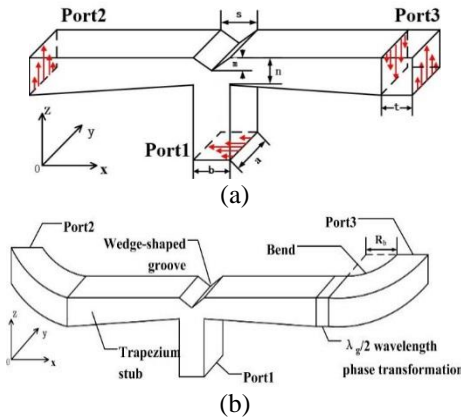 Port2
Port3
s
m
n
t
z
y
0
x
Port1
b
a
(a)
Port2
Port3
Wedge-shaped
groove
Bend
Rb
z
y
0
x
Trapezium
stub
Port1
λg/2 wavelength
phase transformation
(b)